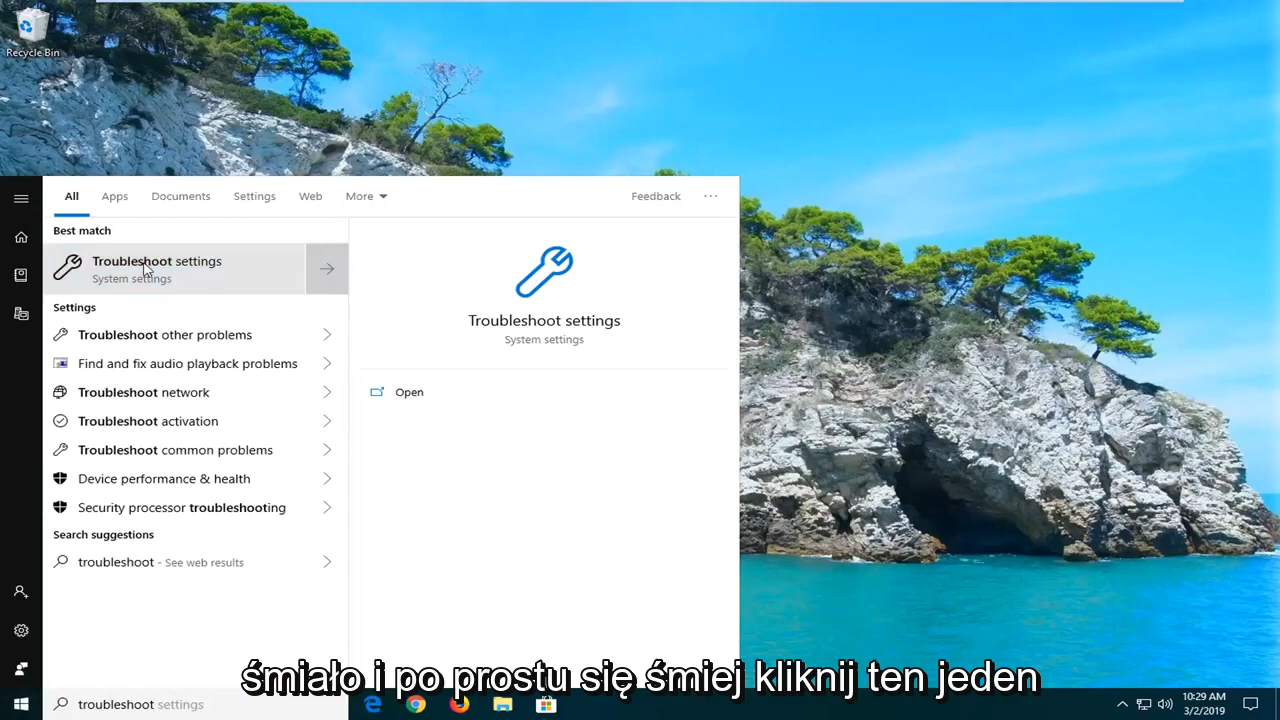 Recycle Bin
All Apps Documents Settings Web More Feedback ...
Best match
Troubleshoot settings
System settings
Settings
Troubleshoot other problems
Find and fix audio playback problems
Troubleshoot network
Troubleshoot activation
Troubleshoot common problems
Device performance & health
Security processor troubleshooting
Search suggestions
troubleshoot - See web results
Troubleshoot settings
System settings
Open
śmiało i po prostu się śmiej kliknij ten jeden
troubleshoot settings
10:29 AM
3/2/2019